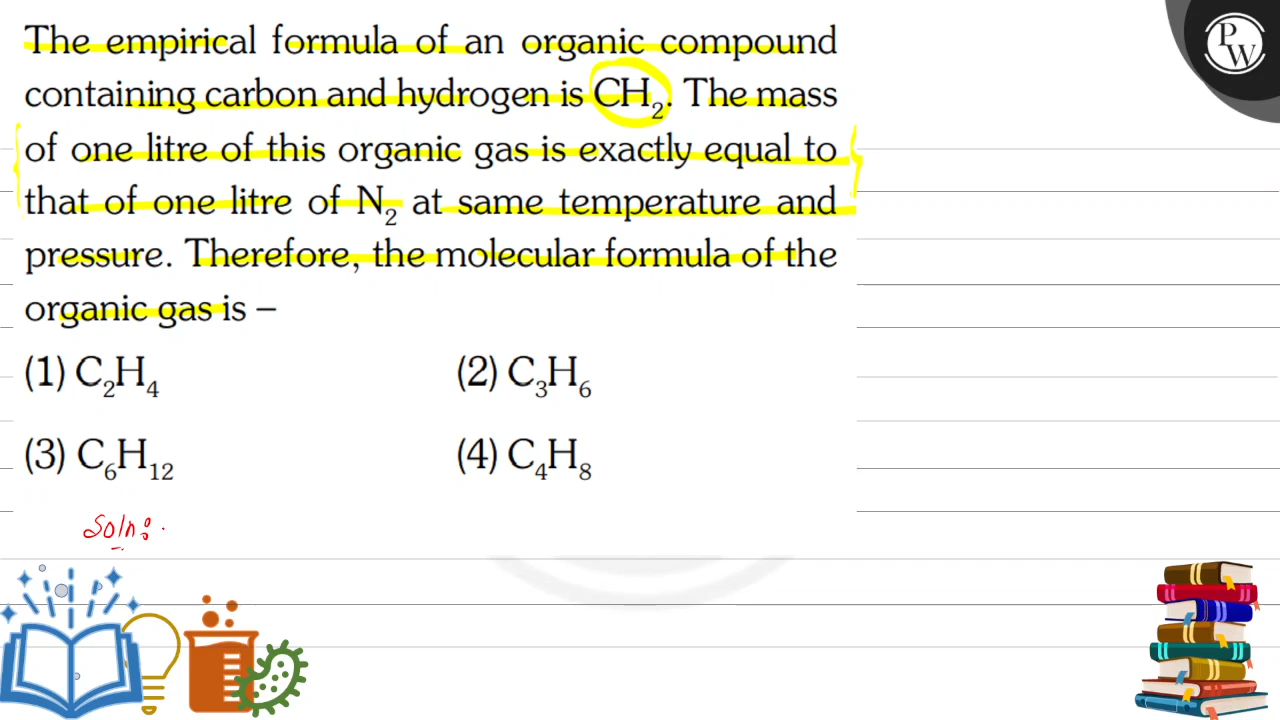 The empirical formula of an organic compound
containing carbon and hydrogen is CH₂. The mass
of one litre of this organic gas is exactly equal to
that of one litre of N₂ at same temperature and
pressure. Therefore, the molecular formula of the
organic gas is –
(1) C₂H₄ (2) C₃H₆
(3) C₆H₁₂ (4) C₄H₈
Soln:
PW